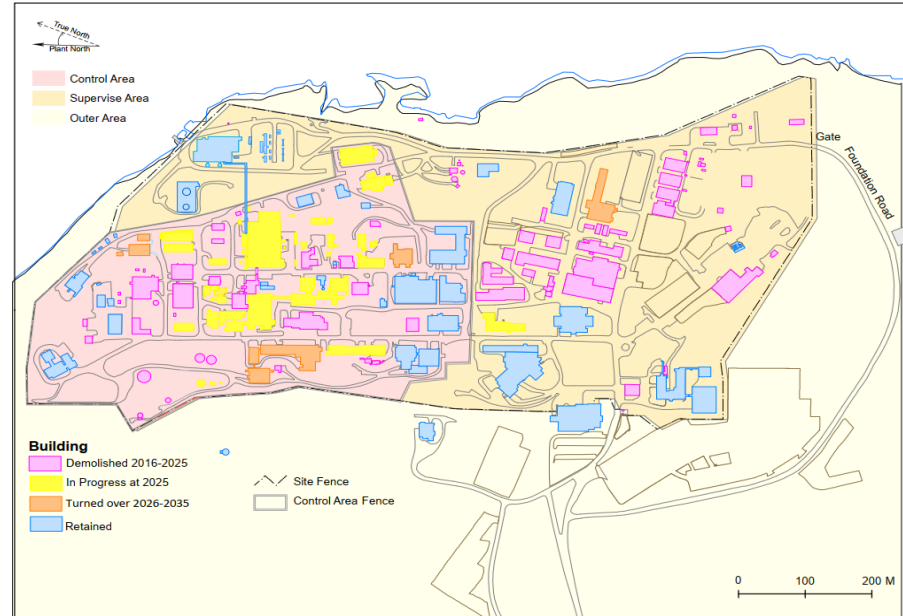 True North
Plant North
Control Area
Supervise Area
Outer Area
Gate
Foundation Road
Building
Demolished 2016-2025
In Progress at 2025
Turned over 2026-2035
Retained
Site Fence
Control Area Fence
0 100 200 M